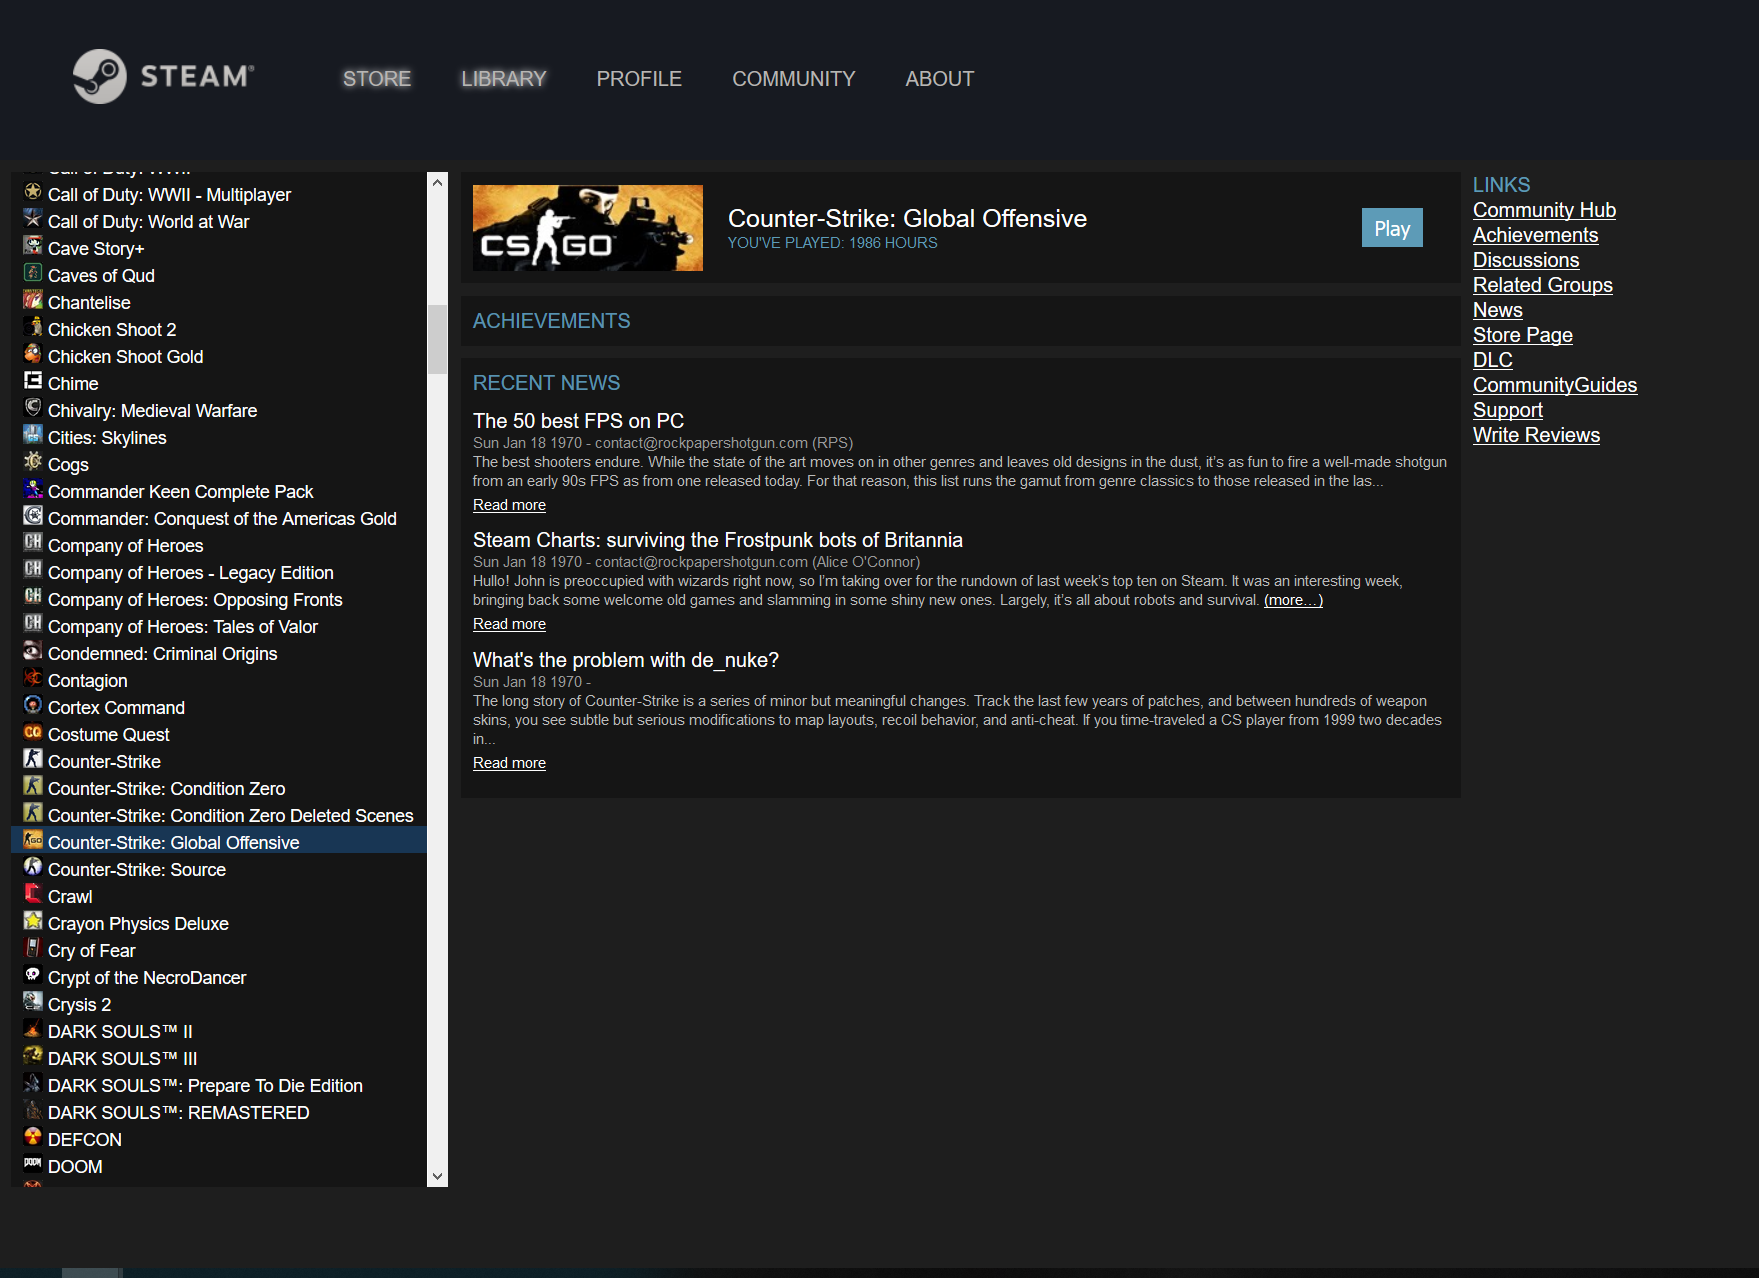 STEAM®
STORE LIBRARY PROFILE COMMUNITY ABOUT
Call of Duty: WWII
Call of Duty: WWII - Multiplayer
Call of Duty: World at War
Cave Story+
Caves of Qud
Chantelise
Chicken Shoot 2
Chicken Shoot Gold
Chime
Chivalry: Medieval Warfare
Cities: Skylines
Cogs
Commander Keen Complete Pack
Commander: Conquest of the Americas Gold
Company of Heroes
Company of Heroes - Legacy Edition
Company of Heroes: Opposing Fronts
Company of Heroes: Tales of Valor
Condemned: Criminal Origins
Contagion
Cortex Command
Costume Quest
Counter-Strike
Counter-Strike: Condition Zero
Counter-Strike: Condition Zero Deleted Scenes
Counter-Strike: Global Offensive
Counter-Strike: Source
Crawl
Crayon Physics Deluxe
Cry of Fear
Crypt of the NecroDancer
Crysis 2
DARK SOULS™ II
DARK SOULS™ III
DARK SOULS™: Prepare To Die Edition
DARK SOULS™: REMASTERED
DEFCON
DOOM
CS GO
Counter-Strike: Global Offensive
YOU'VE PLAYED: 1986 HOURS
Play
ACHIEVEMENTS
RECENT NEWS
The 50 best FPS on PC
Sun Jan 18 1970 - contact@rockpapershotgun.com (RPS)
The best shooters endure. While the state of the art moves on in other genres and leaves old designs in the dust, it’s as fun to fire a well-made shotgun
from an early 90s FPS as from one released today. For that reason, this list runs the gamut from genre classics to those released in the las...
Read more
Steam Charts: surviving the Frostpunk bots of Britannia
Sun Jan 18 1970 - contact@rockpapershotgun.com (Alice O'Connor)
Hullo! John is preoccupied with wizards right now, so I’m taking over for the rundown of last week’s top ten on Steam. It was an interesting week,
bringing back some welcome old games and slamming in some shiny new ones. Largely, it’s all about robots and survival. (more…)
Read more
What's the problem with de_nuke?
Sun Jan 18 1970 -
The long story of Counter-Strike is a series of minor but meaningful changes. Track the last few years of patches, and between hundreds of weapon
skins, you see subtle but serious modifications to map layouts, recoil behavior, and anti-cheat. If you time-traveled a CS player from 1999 two decades
in...
Read more
LINKS
Community Hub
Achievements
Discussions
Related Groups
News
Store Page
DLC
CommunityGuides
Support
Write Reviews